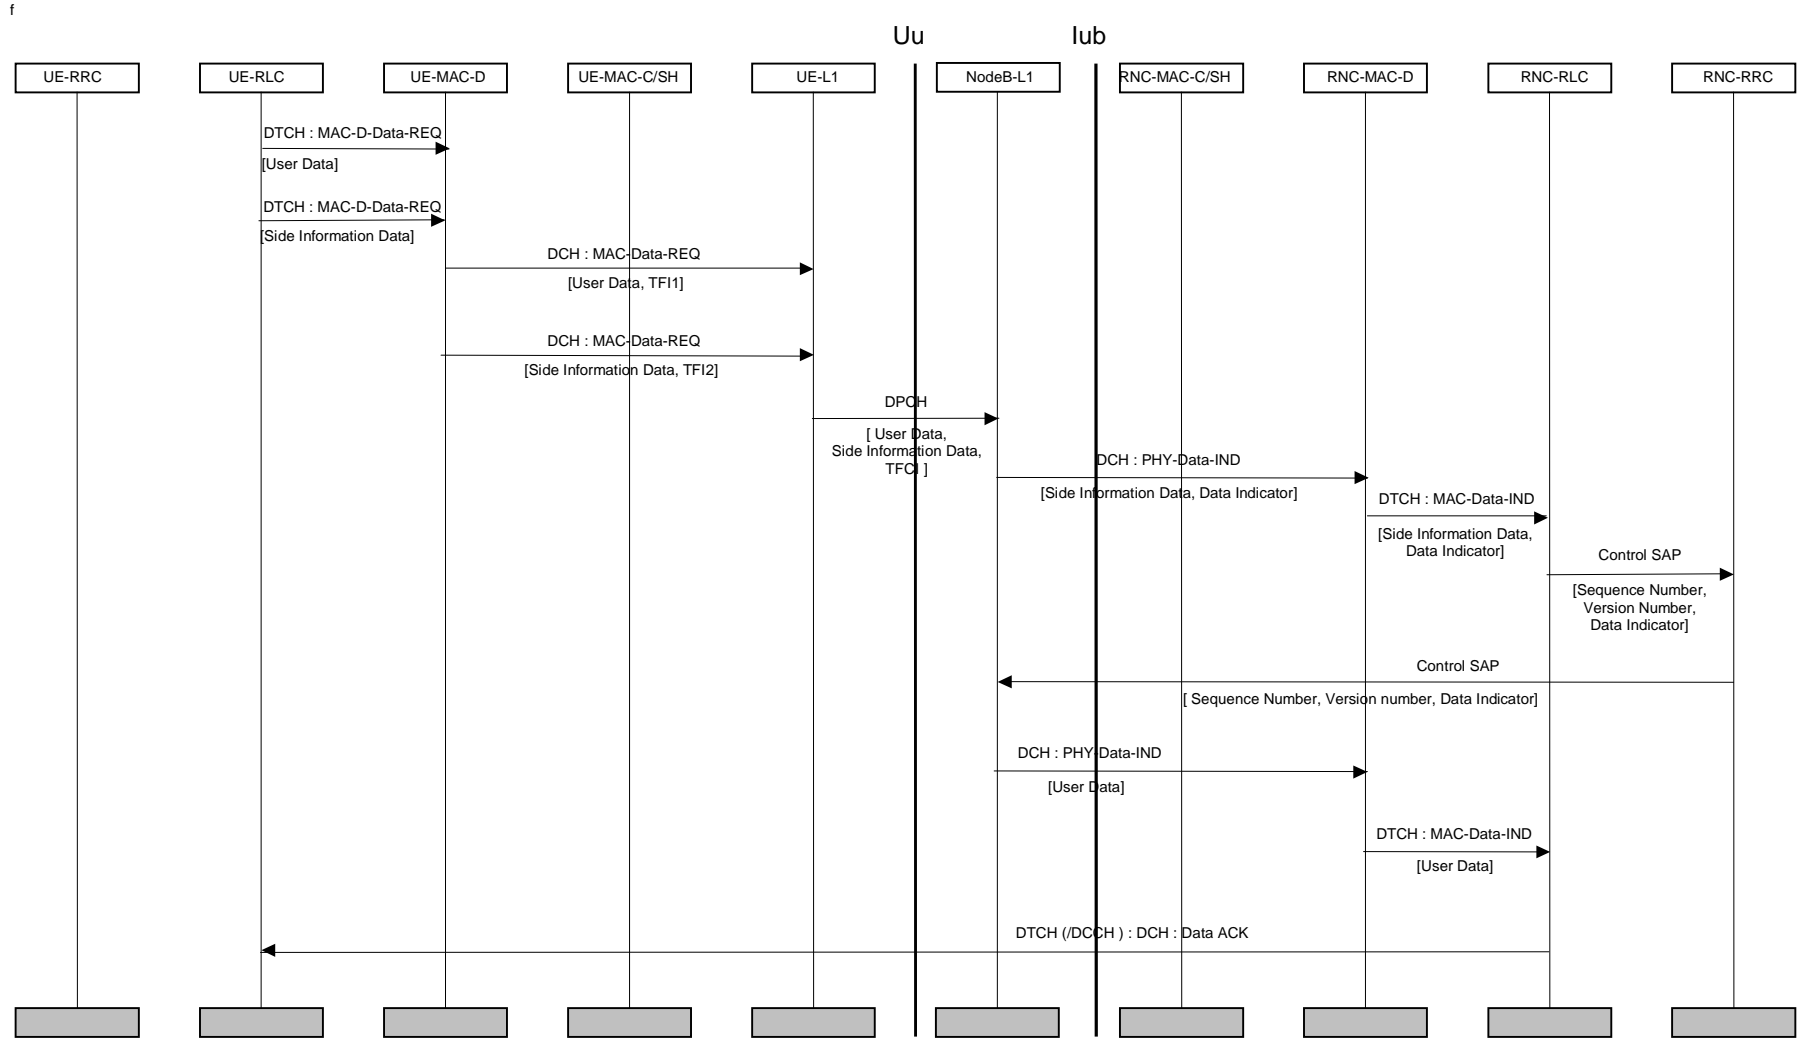 f
Uu
Iub
UE-RRC
UE-RLC
UE-MAC-D
UE-MAC-C/SH
UE-L1
NodeB-L1
RNC-MAC-C/SH
RNC-MAC-D
RNC-RLC
RNC-RRC
DTCH : MAC-D-Data-REQ
[User Data]
DTCH : MAC-D-Data-REQ
[Side Information Data]
DCH : MAC-Data-REQ
[User Data, TFI1]
DCH : MAC-Data-REQ
[Side Information Data, TFI2]
DPCH
[ User Data,
Side Information Data,
TFCI ]
DCH : PHY-Data-IND
[Side Information Data, Data Indicator]
DTCH : MAC-Data-IND
[Side Information Data,
Data Indicator]
Control SAP
[Sequence Number,
Version Number,
Data Indicator]
Control SAP
[ Sequence Number, Version number, Data Indicator]
DCH : PHY-Data-IND
[User Data]
DTCH : MAC-Data-IND
[User Data]
DTCH (/DCCH ) : DCH : Data ACK